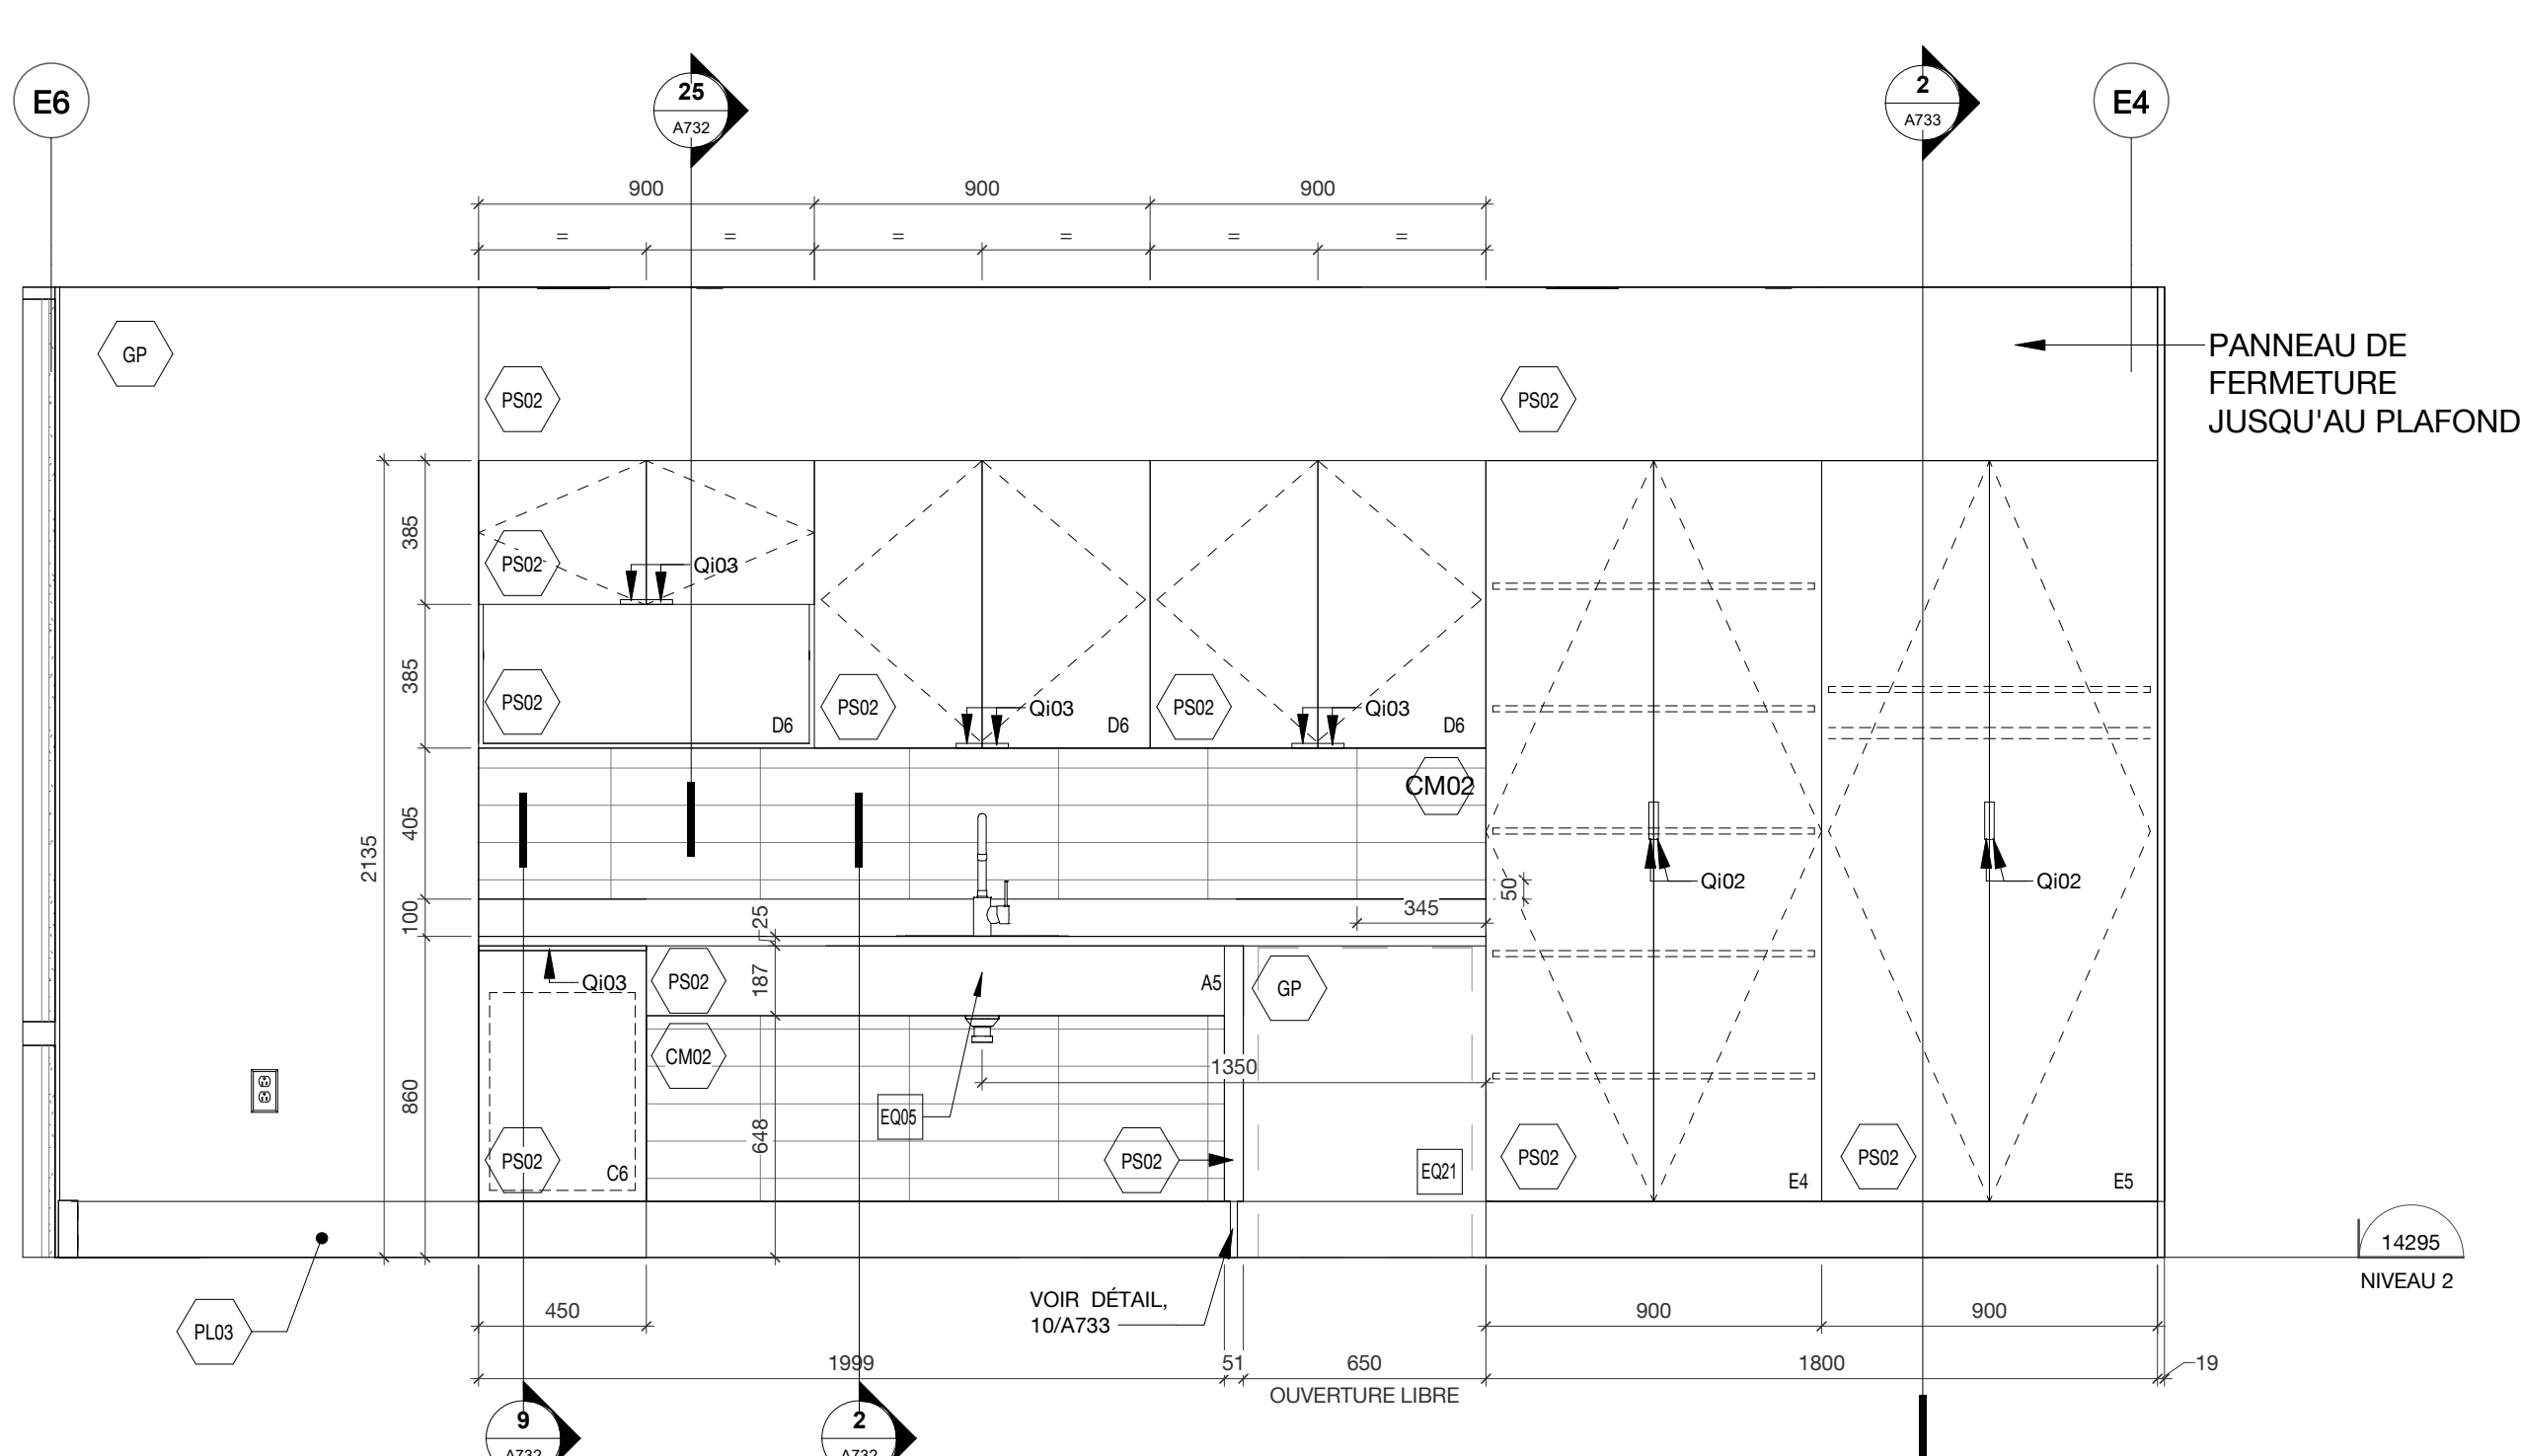 E6
25
A732
2
A733
E4
900 900 900
= = = = = =
GP
PS02
PS02
PANNEAU DE
FERMETURE
JUSQU'AU PLAFOND
385
PS02
Qi03
385
PS02
D6
PS02
Qi03
D6
PS02
Qi03
D6
CM02
2135
405
50
Qi02
Qi02
100
25
345
Qi03
PS02
187
A5
GP
CM02
1350
860
EQ05
648
PS02
C6
PS02
EQ21
PS02
E4
PS02
E5
14295
NIVEAU 2
PL03
450
VOIR DÉTAIL,
10/A733
900 900
1999 51 650 1800 19
OUVERTURE LIBRE
9
A732
2
A732